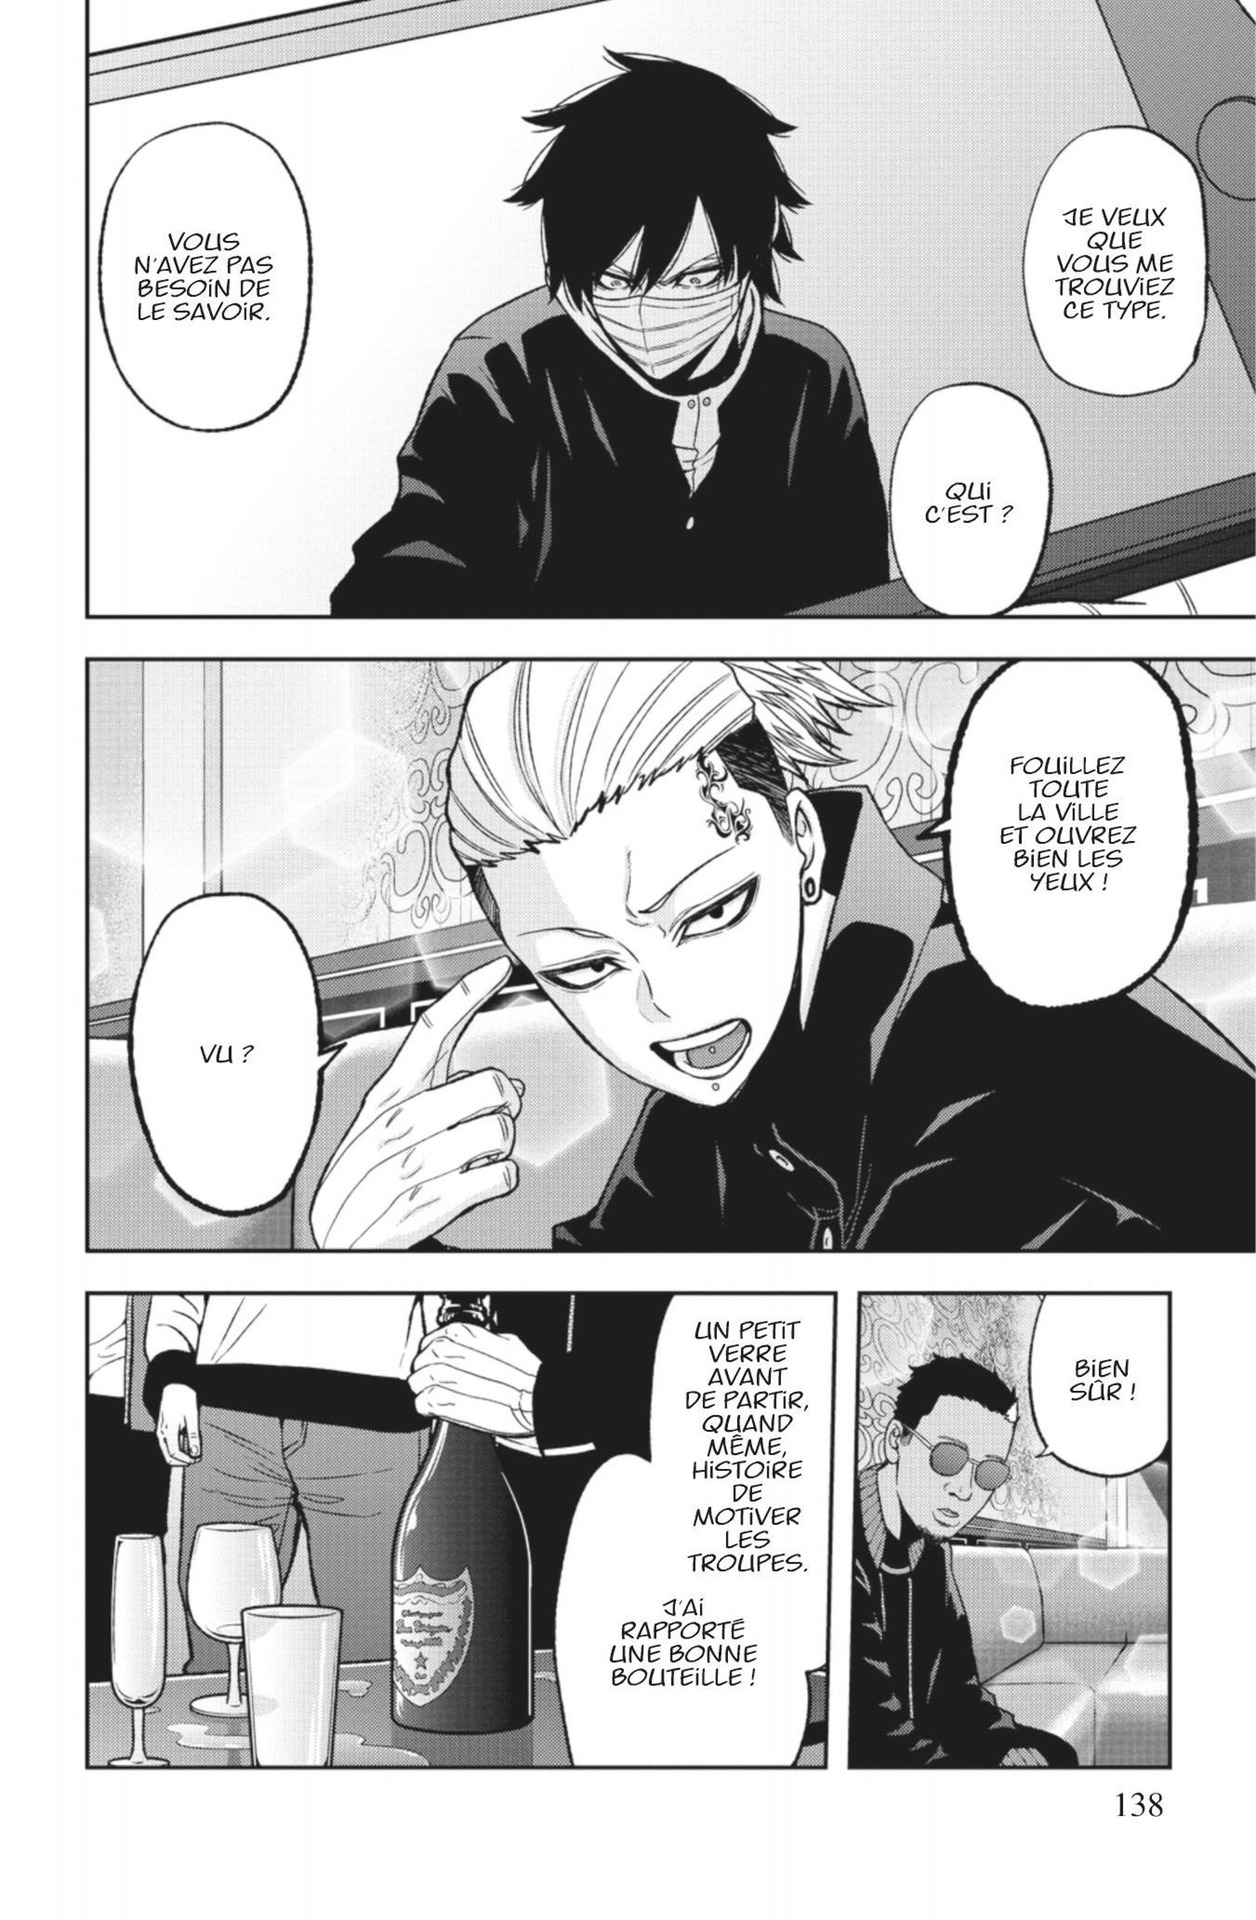 JE VEUX
QUE
VOUS ME
TROUVIEZ
CE TYPE.
QUI
C'EST ?
VOUS
N'AVEZ PAS
BESOIN DE
LE SAVOIR.
FOUILLEZ
TOUTE
LA VILLE
ET OUVREZ
BIEN LES
YEUX !
VU ?
BIEN
SÛR !
UN PETIT
VERRE
AVANT
DE PARTIR,
QUAND
MÊME,
HISTOIRE
DE
MOTIVER
LES
TROUPES.
J'AI
RAPPORTÉ
UNE BONNE
BOUTEILLE !
138